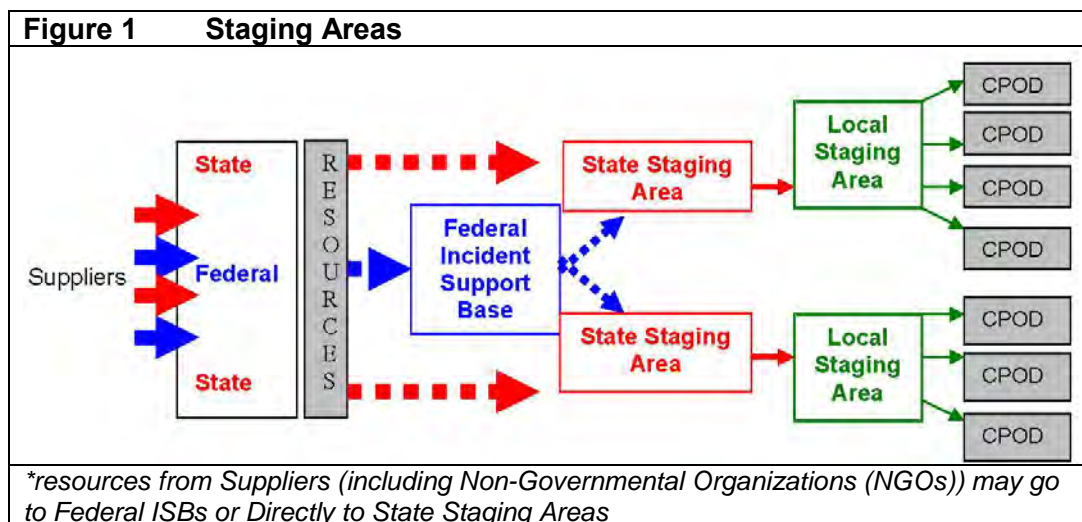 Figure 1 Staging Areas
Suppliers
State
Federal
State
RESOURCES
Federal
Incident
Support
Base
State Staging
Area
State Staging
Area
Local
Staging
Area
Local
Staging
Area
CPOD
CPOD
CPOD
CPOD
CPOD
CPOD
CPOD
*resources from Suppliers (including Non-Governmental Organizations (NGOs)) may go
to Federal ISBs or Directly to State Staging Areas